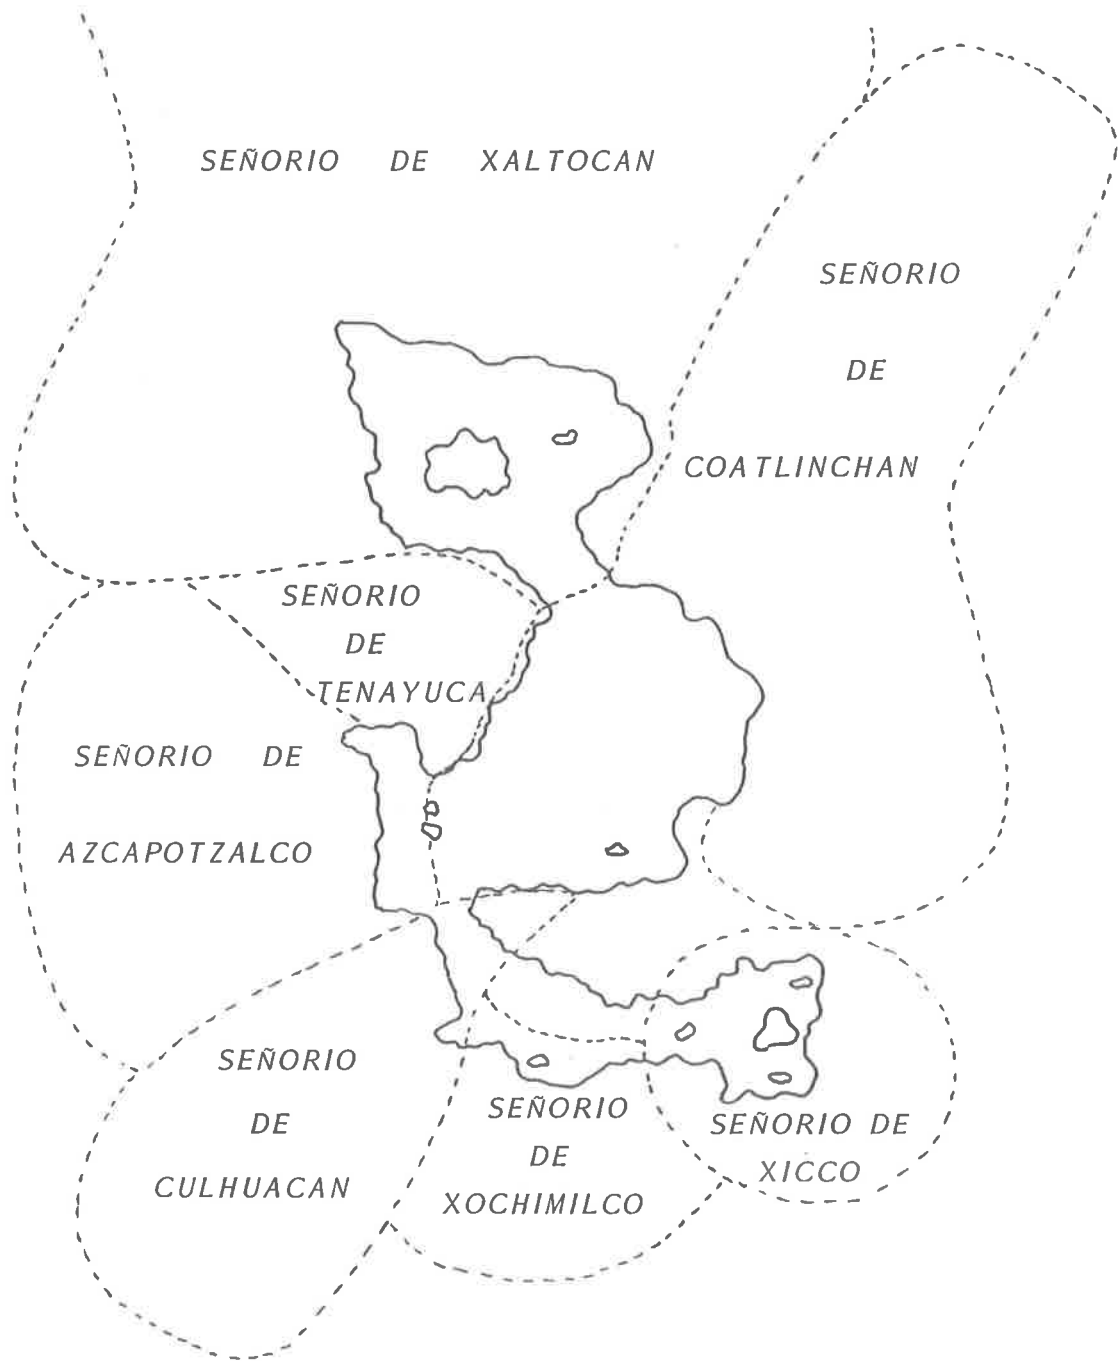 SEÑORIO DE XALTOCAN
SEÑORIO
DE
COATLINCHAN
SEÑORIO
DE
TENAYUCA
SEÑORIO DE
AZCAPOTZALCO
SEÑORIO
DE
CULHUACAN
SEÑORIO
DE
XOCHIMILCO
SEÑORIO DE
XICCO